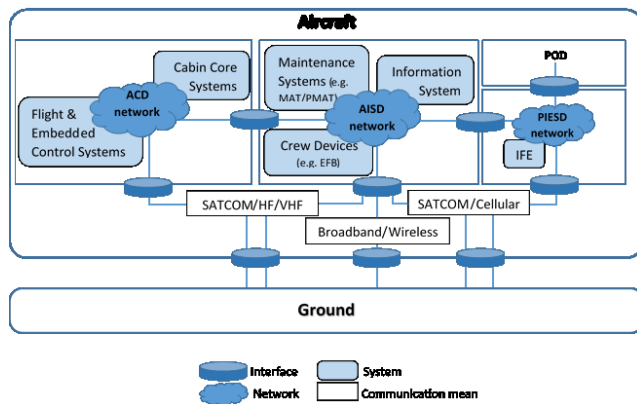 Aircraft
Cabin Core
Systems
ACD
network
Flight &
Embedded
Control Systems
Maintenance
Systems (e.g.
MAT/PMAT)
Information
System
AISD
network
Crew Devices
(e.g. EFB)
POD
PIESD
network
IFE
SATCOM/HF/VHF
SATCOM/Cellular
Broadband/Wireless
Ground
Interface
System
Network
Communication mean